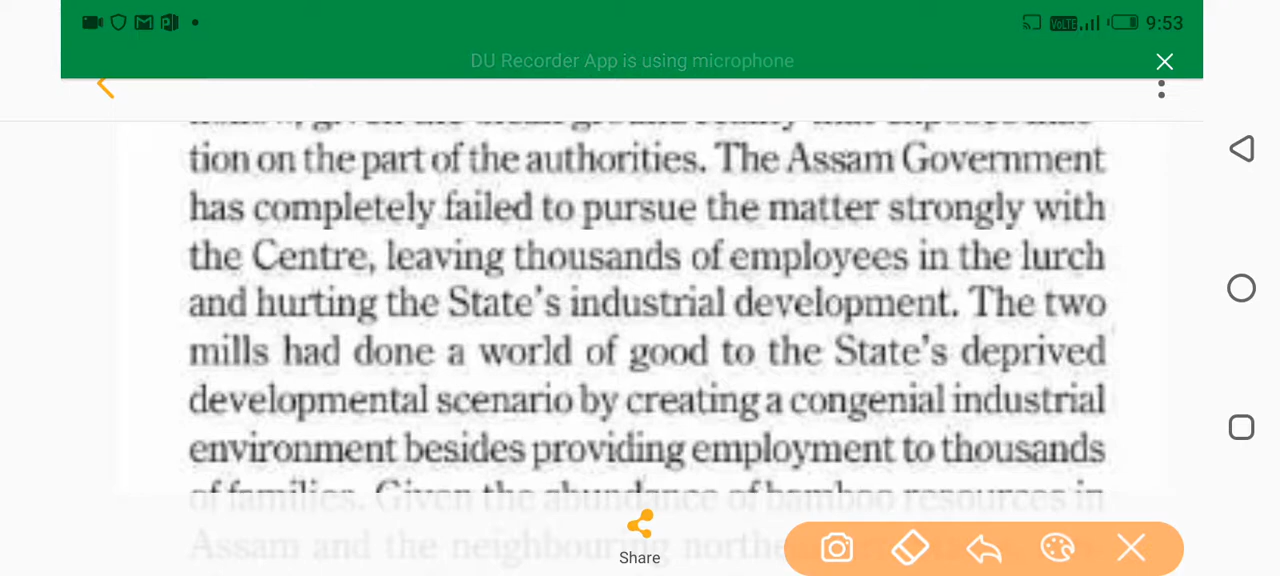 9:53
DU Recorder App is using microphone
tion on the part of the authorities. The Assam Government
has completely failed to pursue the matter strongly with
the Centre, leaving thousands of employees in the lurch
and hurting the State's industrial development. The two
mills had done a world of good to the State's deprived
developmental scenario by creating a congenial industrial
environment besides providing employment to thousands
of families. Given the abundance of bamboo resources in
Assam and the neighbouring
Share